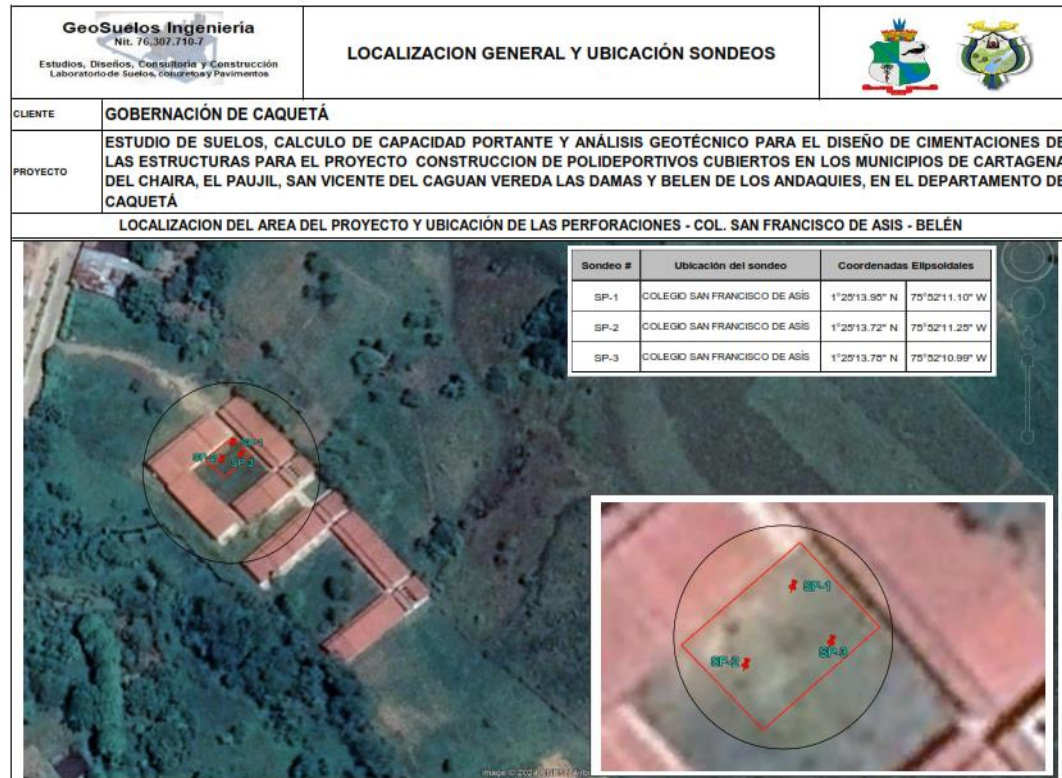 GeoSuelos Ingeniería
Nit. 76.307.710-7
Estudios, Diseños, Consultoria y Construcción
Laboratorio de Suelos, concretos y Pavimentos
LOCALIZACION GENERAL Y UBICACIÓN SONDEOS
CLIENTE
GOBERNACIÓN DE CAQUETÁ
PROYECTO
ESTUDIO DE SUELOS, CALCULO DE CAPACIDAD PORTANTE Y ANÁLISIS GEOTÉCNICO PARA EL DISEÑO DE CIMENTACIONES DE
LAS ESTRUCTURAS PARA EL PROYECTO CONSTRUCCION DE POLIDEPORTIVOS CUBIERTOS EN LOS MUNICIPIOS DE CARTAGENA
DEL CHAIRA, EL PAUJIL, SAN VICENTE DEL CAGUAN VEREDA LAS DAMAS Y BELEN DE LOS ANDAQUIES, EN EL DEPARTAMENTO DE
CAQUETÁ
LOCALIZACION DEL AREA DEL PROYECTO Y UBICACIÓN DE LAS PERFORACIONES - COL. SAN FRANCISCO DE ASIS - BELÉN
Sondeo # Ubicación del sondeo Coordenadas Elipsoidales
SP-1 COLEGIO SAN FRANCISCO DE ASÍS 1°25'13.95" N 75°52'11.10" W
SP-2 COLEGIO SAN FRANCISCO DE ASÍS 1°25'13.72" N 75°52'11.25" W
SP-3 COLEGIO SAN FRANCISCO DE ASÍS 1°25'13.78" N 75°52'10.99" W
SP-1
SP-2
SP-3